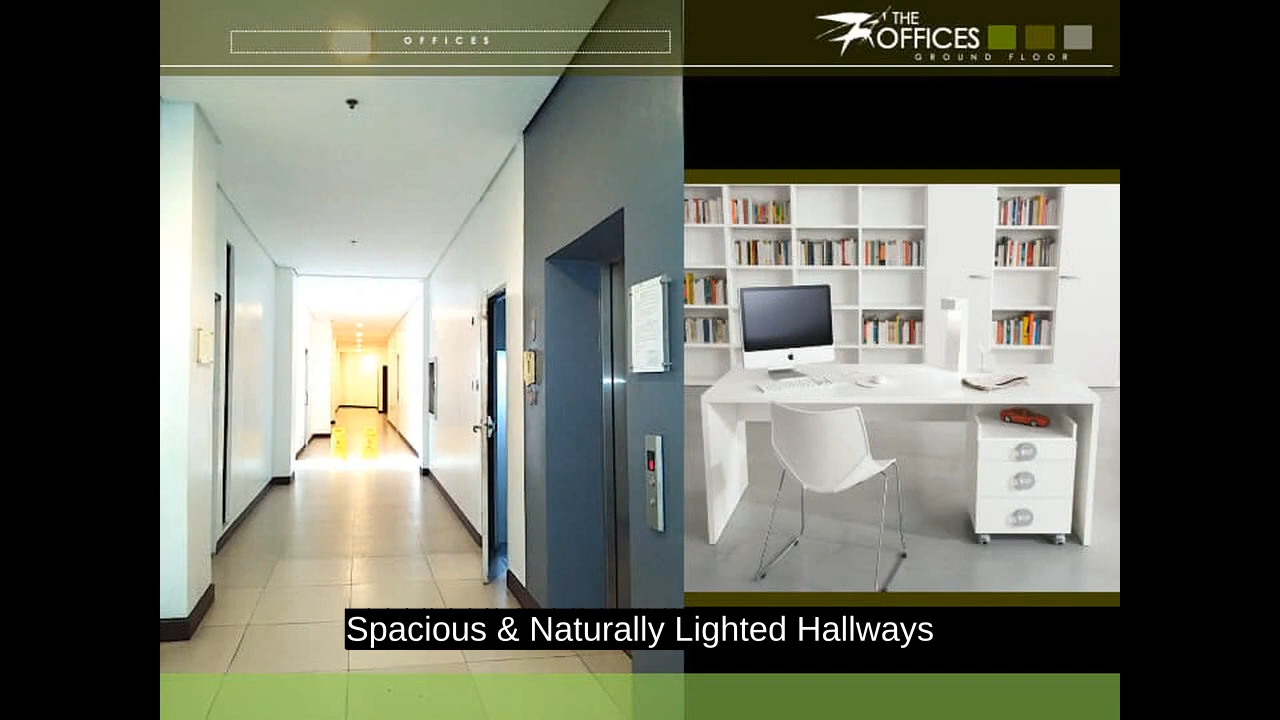 OFFICES
THE
OFFICES
GROUND FLOOR
Spacious & Naturally Lighted Hallways